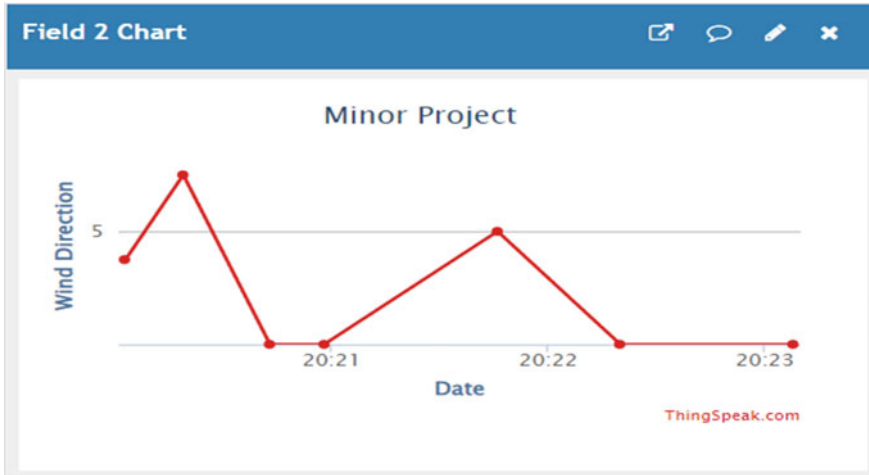 Field 2 Chart
Minor Project
Wind Direction
5
20:21 20:22 20:23
Date
ThingSpeak.com